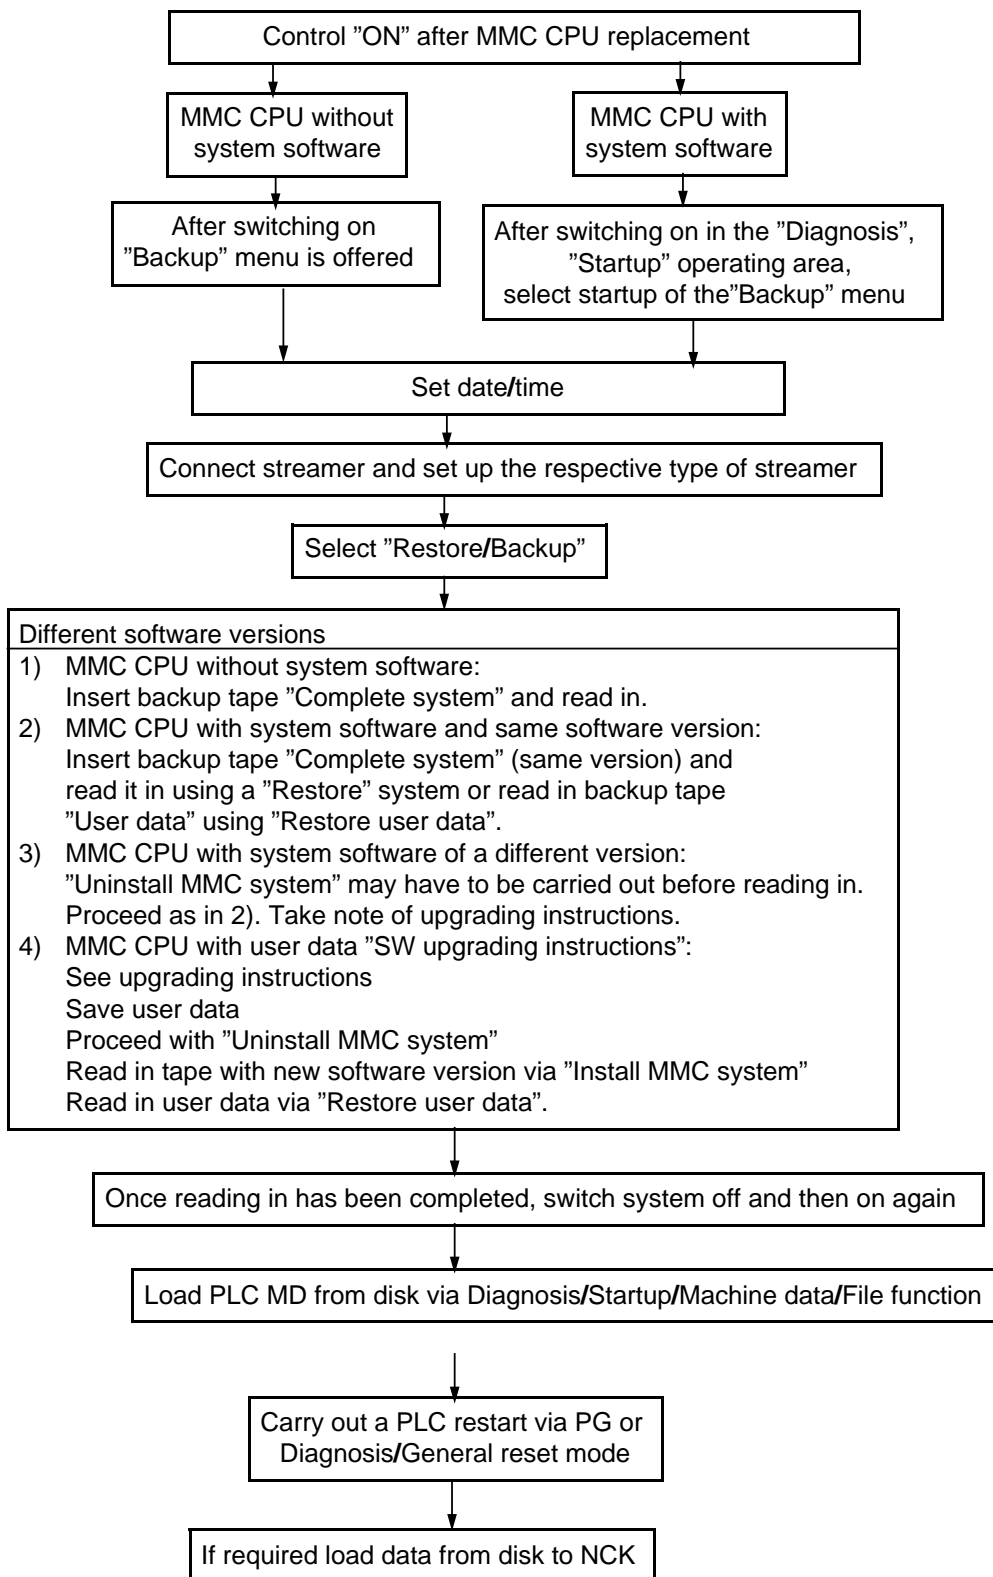 Control ”ON” after MMC CPU replacement
MMC CPU without
system software
MMC CPU with
system software
After switching on
”Backup” menu is offered
After switching on in the ”Diagnosis”,
”Startup” operating area,
select startup of the”Backup” menu
Set date/time
Connect streamer and set up the respective type of streamer
Select ”Restore/Backup”
Different software versions
1) MMC CPU without system software:
Insert backup tape ”Complete system” and read in.
2) MMC CPU with system software and same software version:
Insert backup tape ”Complete system” (same version) and
read it in using a ”Restore” system or read in backup tape
”User data” using ”Restore user data”.
3) MMC CPU with system software of a different version:
”Uninstall MMC system” may have to be carried out before reading in.
Proceed as in 2). Take note of upgrading instructions.
4) MMC CPU with user data ”SW upgrading instructions”:
See upgrading instructions
Save user data
Proceed with ”Uninstall MMC system”
Read in tape with new software version via ”Install MMC system”
Read in user data via ”Restore user data”.
Once reading in has been completed, switch system off and then on again
Load PLC MD from disk via Diagnosis/Startup/Machine data/File function
Carry out a PLC restart via PG or
Diagnosis/General reset mode
If required load data from disk to NCK